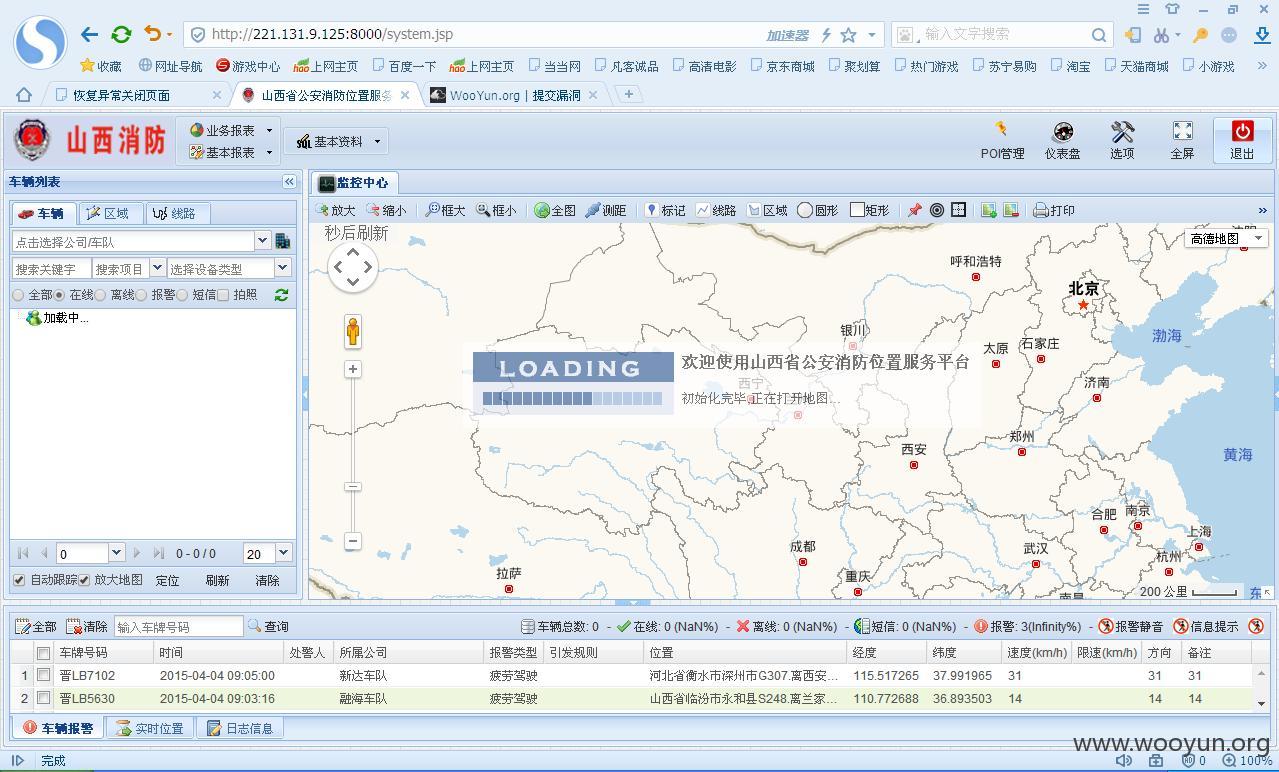 http://221.131.9.125:8000/system.jsp
加速器
输入文字搜索
收藏 网址导航 游戏中心 上网主页 百度一下 上网主页 当当网 凡客诚品 高清电影 京东商城 聚划算 热门游戏 苏宁易购 淘宝 天猫商城 小游戏
恢复异常关闭页面
山西省公安消防位置服务
WooYun.org | 提交漏洞
山西消防
业务报表
基本报表
基本资料
POI管理 仪表盘 选项 全屏 退出
车辆列表
监控中心
车辆 区域 线路
放大 缩小 框大 框小 全图 测距 标记 线路 区域 圆形 矩形 打印
点击选择公司/车队
搜索关键字 搜索项目 选择设备类型
全部 在线 离线 报警 短信 拍照
加载中...
秒后刷新
高德地图
呼和浩特
北京
银川
渤海
太原
石家庄
LOADING
欢迎使用山西省公安消防位置服务平台
西宁
济南
初始化完毕,正在打开地图...
郑州
西安
黄海
合肥
南京
上海
成都
武汉
杭州
拉萨
重庆
南昌
200 公里
东
0
0 - 0 / 0
20
自动跟踪 放大地图 定位 刷新 清除
全部 清除 输入车牌号码 查询
车辆总数: 0 - 在线: 0 (NaN%) - 离线: 0 (NaN%) - 短信: 0 (NaN%) - 报警: 3(Infinity%) - 报警静音 信息提示
车牌号码 时间 处警人 所属公司 报警类型 引发规则 位置 经度 纬度 速度(km/h) 限速(km/h) 方向 备注
1 晋LB7102 2015-04-04 09:05:00 新达车队 疲劳驾驶 河北省衡水市深州市G307.离西安... 115.517265 37.991965 31 31 31
2 晋LB5630 2015-04-04 09:03:16 融海车队 疲劳驾驶 山西省临汾市永和县S248.离兰家... 110.772688 36.893503 14 14 14
车辆报警 实时位置 日志信息
www.wooyun.org
完成
0
100%